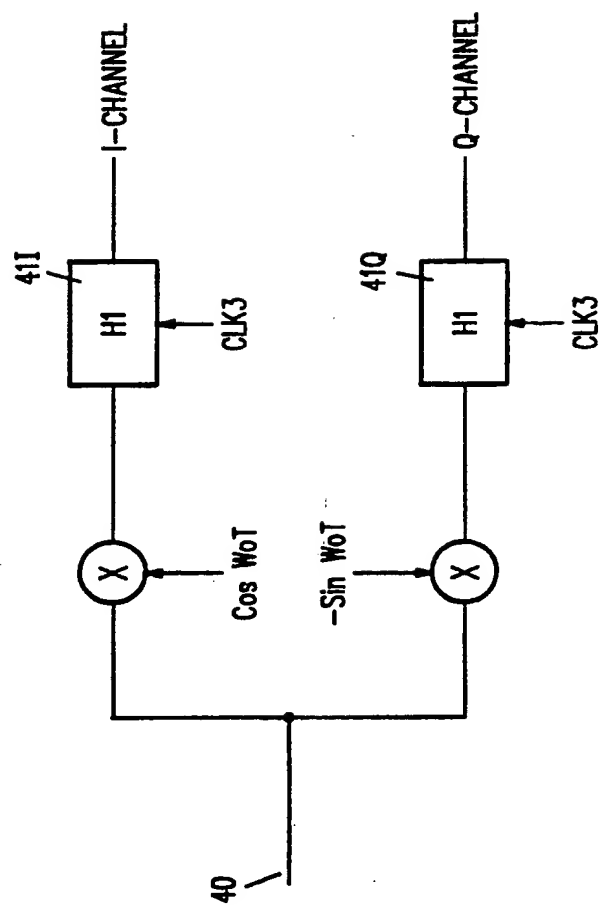 40
Cos WoT
-Sin WoT
41I
H1
CLK3
I-CHANNEL
41Q
H1
CLK3
Q-CHANNEL
X
X